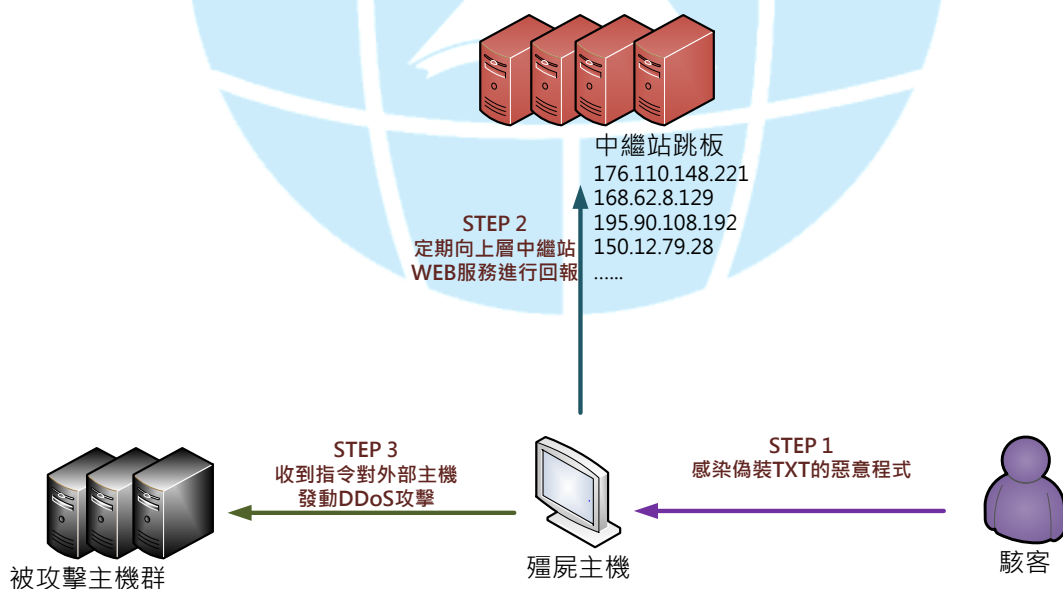 中繼站跳板
176.110.148.221
168.62.8.129
195.90.108.192
150.12.79.28
......
STEP 2
定期向上層中繼站
WEB服務進行回報
STEP 3
收到指令對外部主機
發動DDoS攻擊
STEP 1
感染偽裝TXT的惡意程式
被攻擊主機群
殭屍主機
駭客